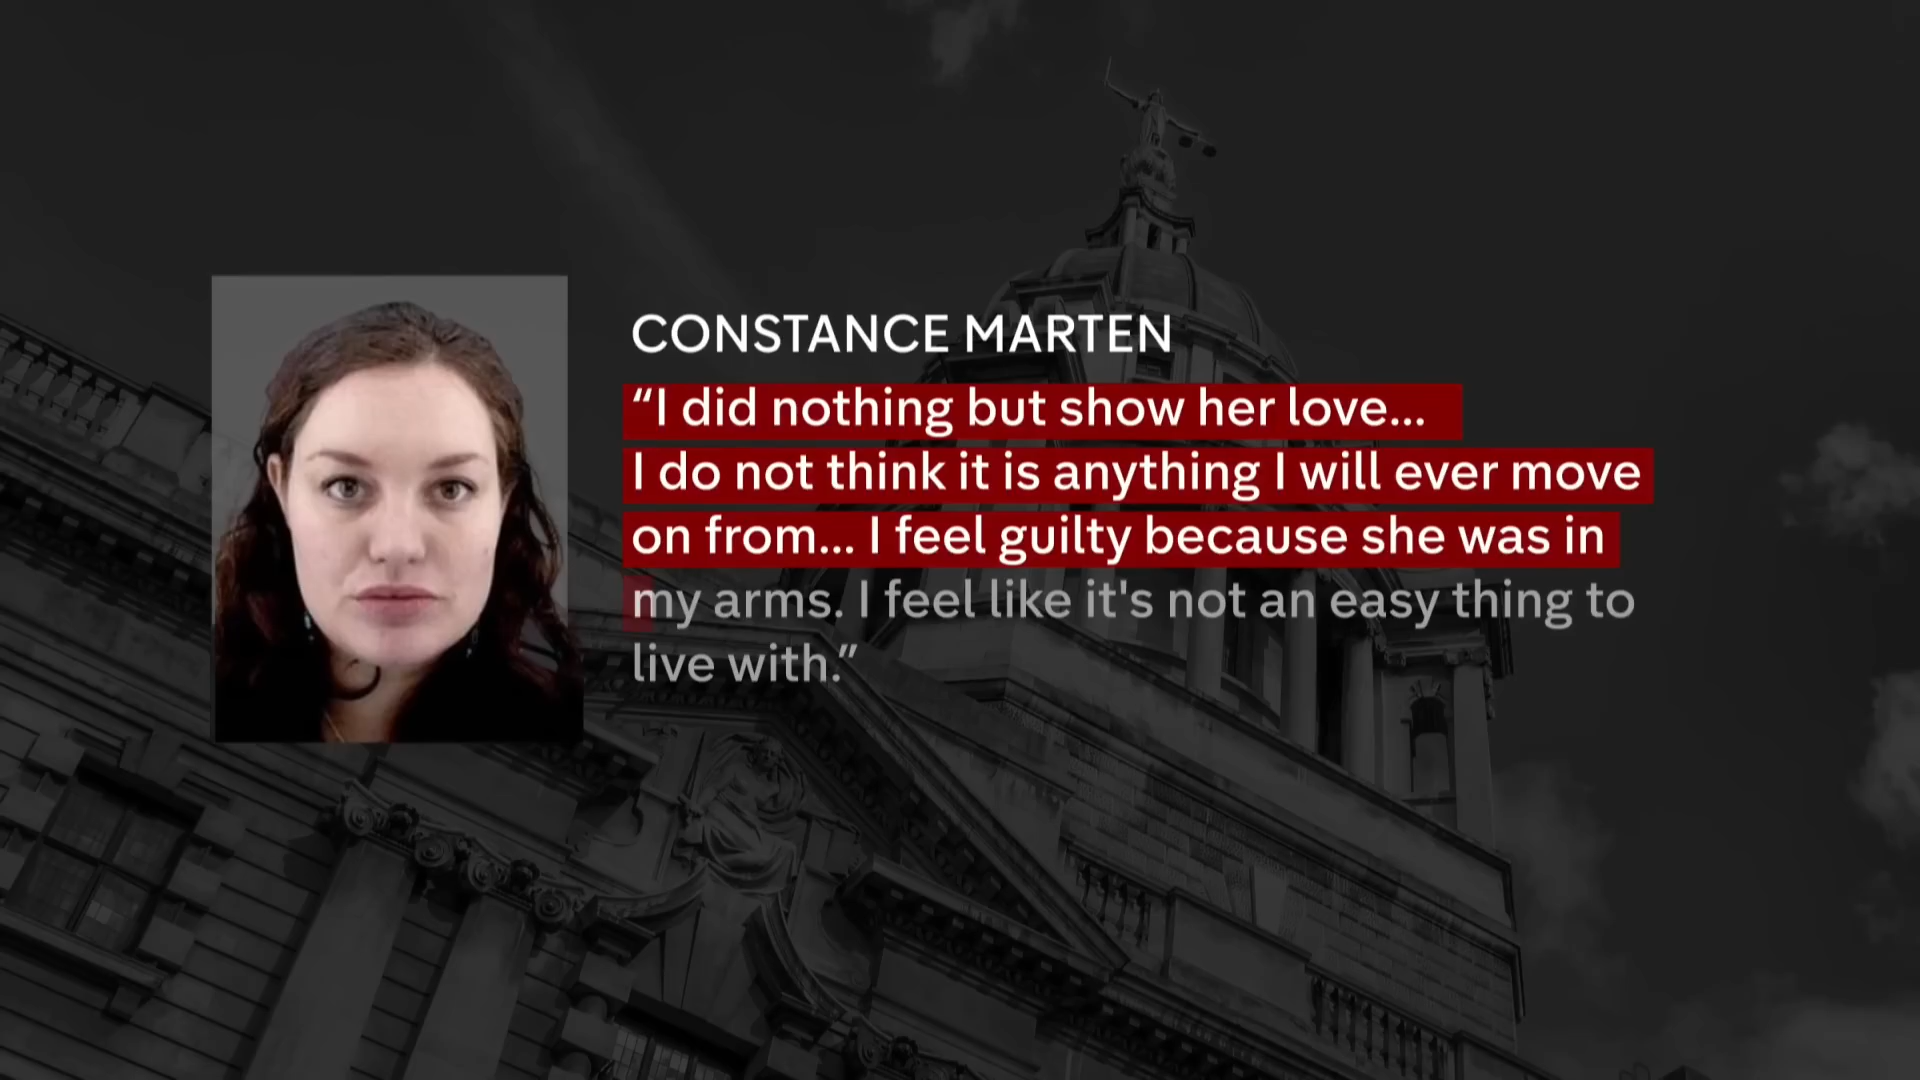 CONSTANCE MARTEN
“I did nothing but show her love...
I do not think it is anything I will ever move
on from... I feel guilty because she was in
my arms. I feel like it's not an easy thing to
live with.”